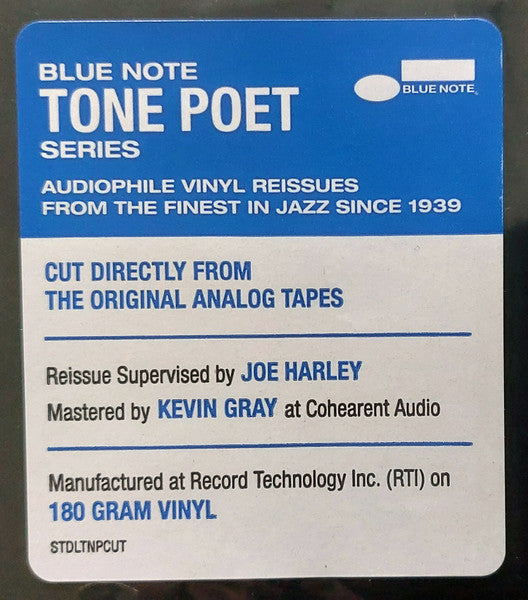 BLUE NOTE
TONE POET
SERIES
BLUE NOTE
AUDIOPHILE VINYL REISSUES
FROM THE FINEST IN JAZZ SINCE 1939
CUT DIRECTLY FROM
THE ORIGINAL ANALOG TAPES
Reissue Supervised by JOE HARLEY
Mastered by KEVIN GRAY at Cohearent Audio
Manufactured at Record Technology Inc. (RTI) on
180 GRAM VINYL
STDLTNPCUT